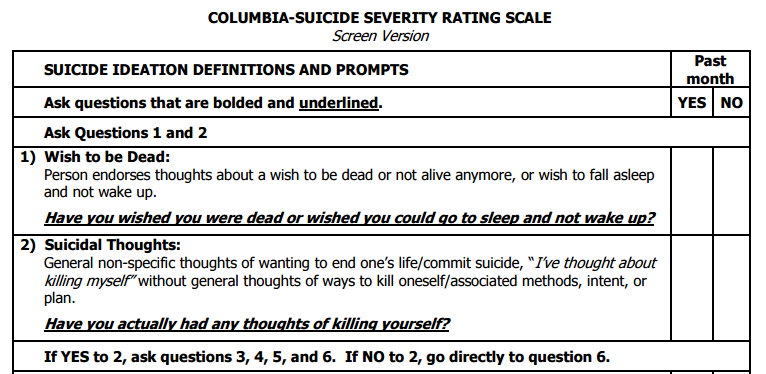 COLUMBIA-SUICIDE SEVERITY RATING SCALE
Screen Version
SUICIDE IDEATION DEFINITIONS AND PROMPTS
Past
month
Ask questions that are bolded and underlined.
YES NO
Ask Questions 1 and 2
1) Wish to be Dead:
Person endorses thoughts about a wish to be dead or not alive anymore, or wish to fall asleep
and not wake up.
Have you wished you were dead or wished you could go to sleep and not wake up?
2) Suicidal Thoughts:
General non-specific thoughts of wanting to end one’s life/commit suicide, “I’ve thought about
killing myself” without general thoughts of ways to kill oneself/associated methods, intent, or
plan.
Have you actually had any thoughts of killing yourself?
If YES to 2, ask questions 3, 4, 5, and 6. If NO to 2, go directly to question 6.